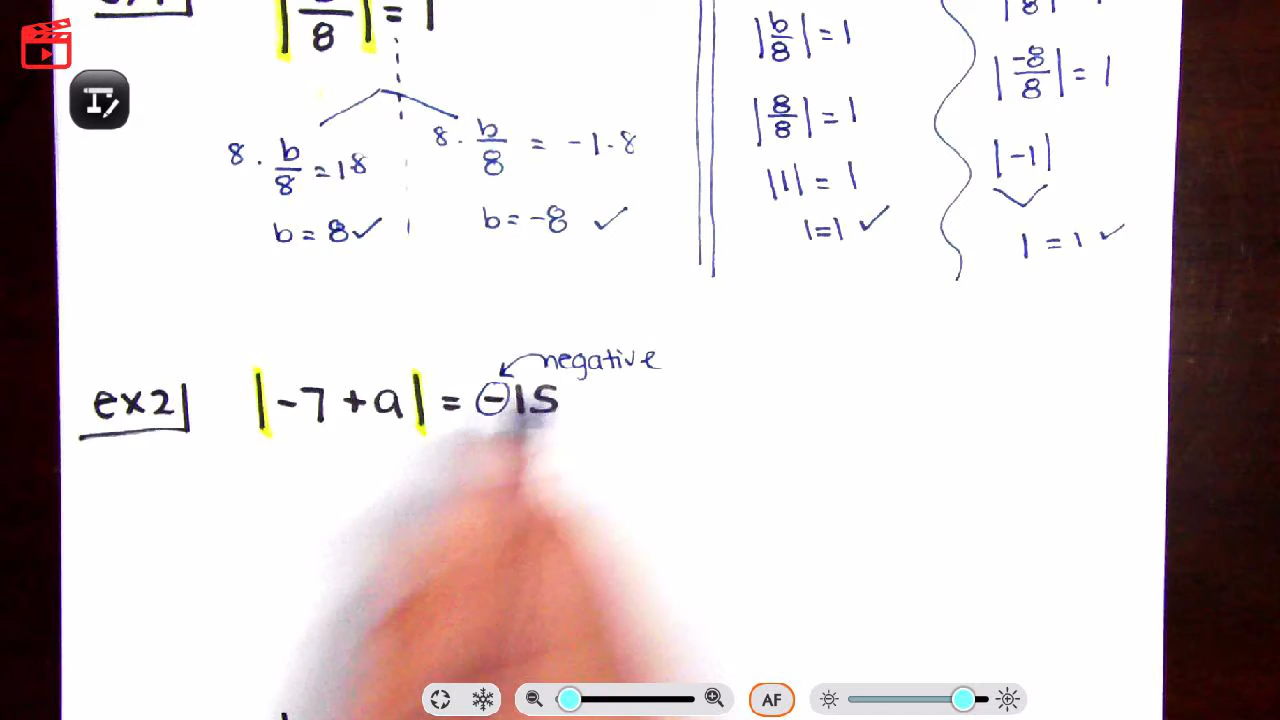 |b/8| = 1
8 · b/8 = 1 8
b = 8 ✓
8 · b/8 = -1 · 8
b = -8 ✓
|b/8| = 1
|8/8| = 1
|1| = 1
1=1 ✓
|-8/8| = 1
|-1|
1 = 1 ✓
negative
ex2| |-7 + a| = -15
AF